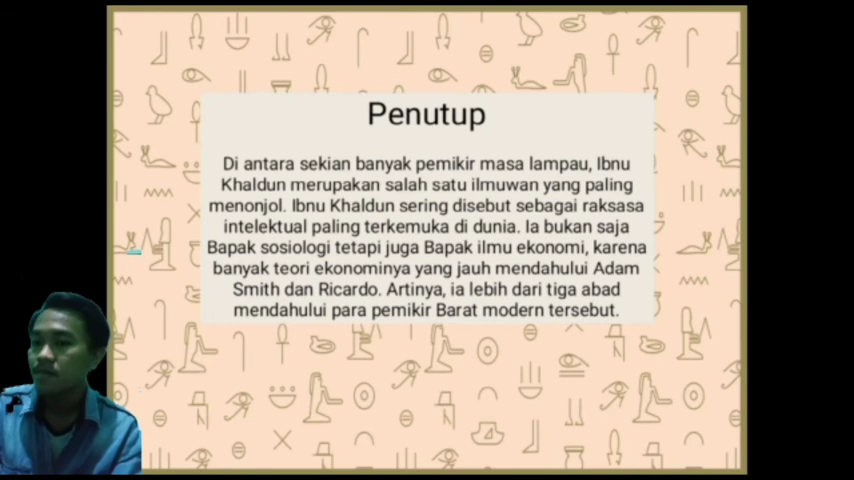 Penutup
Di antara sekian banyak pemikir masa lampau, Ibnu
Khaldun merupakan salah satu ilmuwan yang paling
menonjol. Ibnu Khaldun sering disebut sebagai raksasa
intelektual paling terkemuka di dunia. Ia bukan saja
Bapak sosiologi tetapi juga Bapak ilmu ekonomi, karena
banyak teori ekonominya yang jauh mendahului Adam
Smith dan Ricardo. Artinya, ia lebih dari tiga abad
mendahului para pemikir Barat modern tersebut.